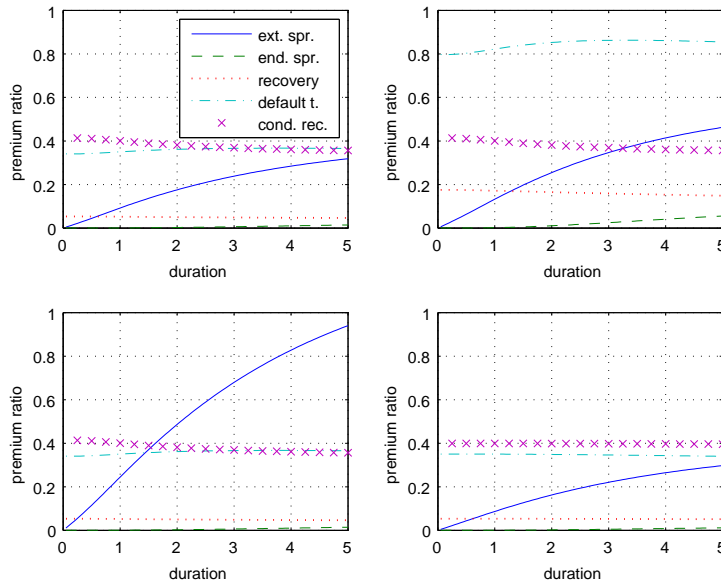 1
0.8
0.6
0.4
0.2
0
0 1 2 3 4 5
premium ratio
duration
ext. spr.
end. spr.
recovery
default t.
cond. rec.
1
0.8
0.6
0.4
0.2
0
0 1 2 3 4 5
premium ratio
duration
1
0.8
0.6
0.4
0.2
0
0 1 2 3 4 5
premium ratio
duration
1
0.8
0.6
0.4
0.2
0
0 1 2 3 4 5
premium ratio
duration